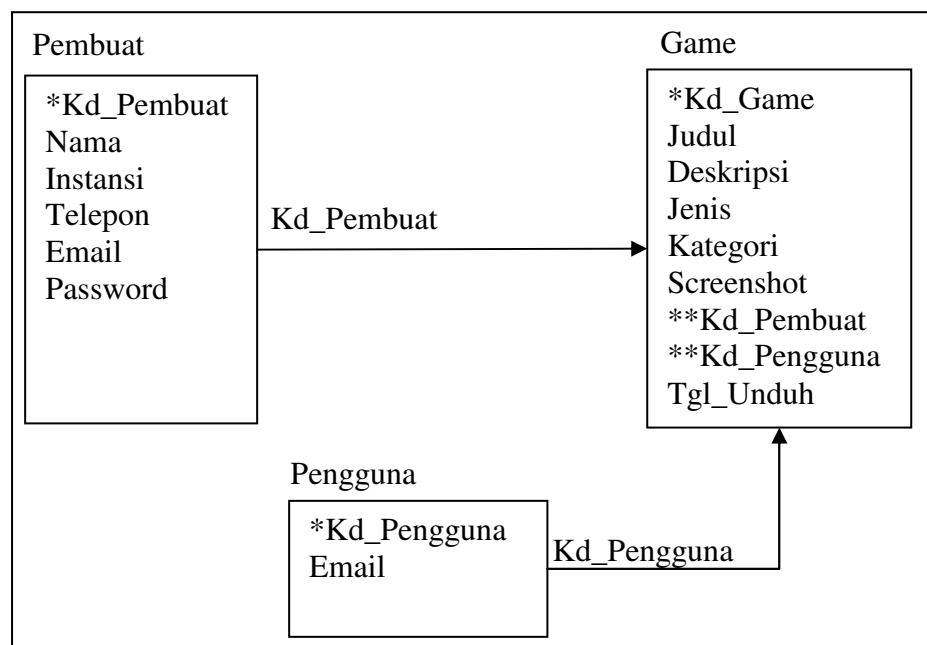 Pembuat
*Kd_Pembuat
Nama
Instansi
Telepon
Email
Password
Kd_Pembuat
Game
*Kd_Game
Judul
Deskripsi
Jenis
Kategori
Screenshot
**Kd_Pembuat
**Kd_Pengguna
Tgl_Unduh
Pengguna
*Kd_Pengguna
Email
Kd_Pengguna